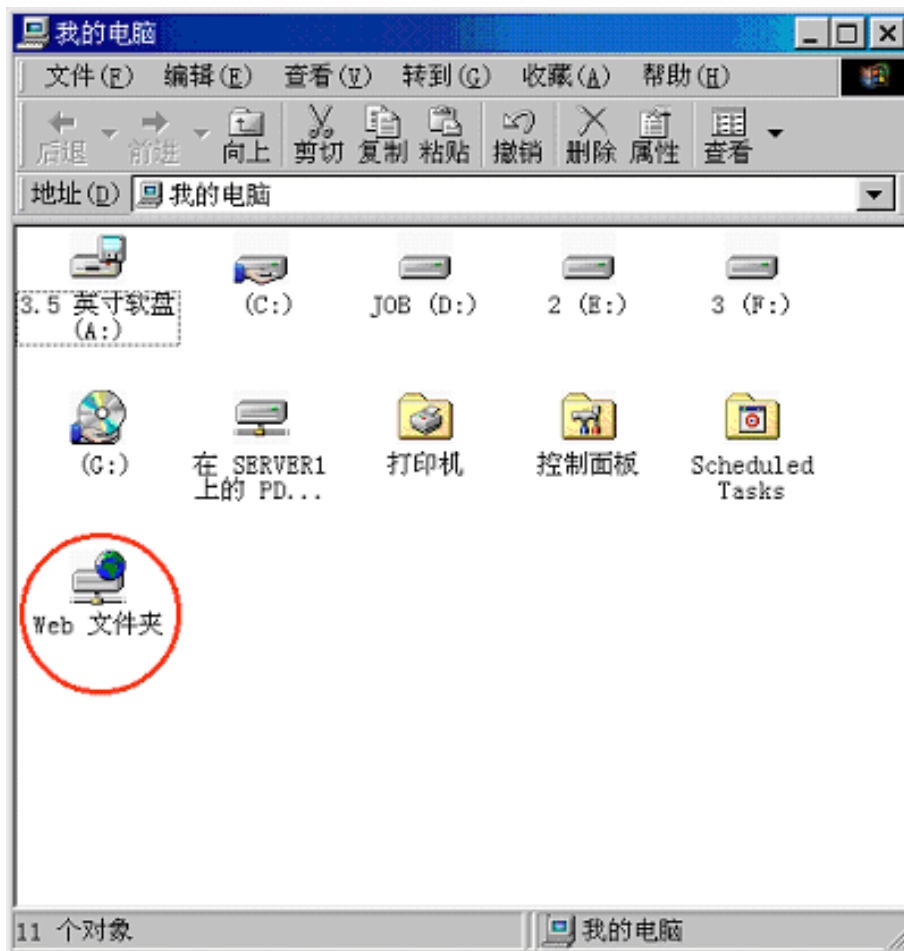 我的电脑
文件(F) 编辑(E) 查看(V) 转到(G) 收藏(A) 帮助(H)
后退 前进 向上 剪切 复制 粘贴 撤销 删除 属性 查看
地址(D) 我的电脑
3.5 英寸软盘 (C:) JOB (D:) 2 (E:) 3 (F:)
(A:)
(G:) 在 SERVER1 打印机 控制面板 Scheduled
上的 PD... Tasks
Web 文件夹
11 个对象 我的电脑